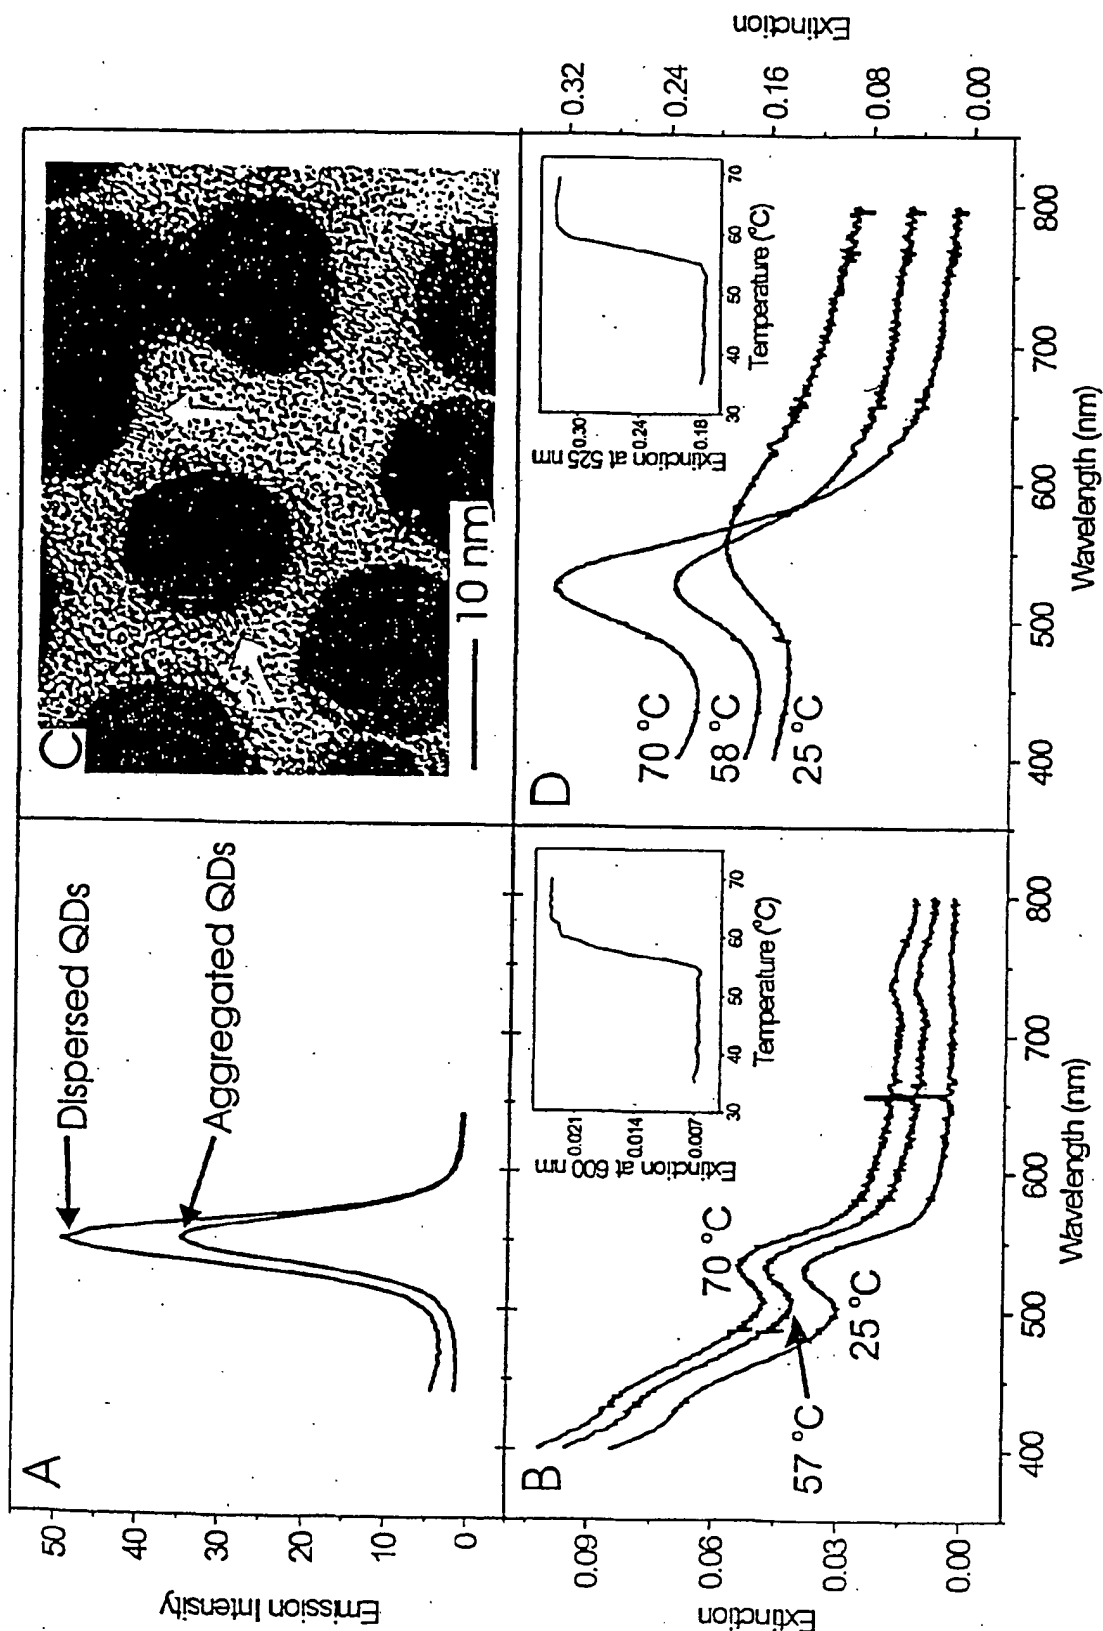 A
Dispersed QDs
Aggregated QDs
50
40
30
20
10
0
Emission Intensity
C
10 nm
B
70 °C
57 °C
25 °C
0.09
0.06
0.03
0.00
Extinction
400
500
600
700
800
Wavelength (nm)
Extinction at 600 nm
0.021
0.014
0.007
30
40
50
60
70
Temperature (°C)
D
70 °C
58 °C
25 °C
400
500
600
700
800
Wavelength (nm)
Extinction at 525 nm
0.30
0.24
0.18
30
40
50
60
70
Temperature (°C)
0.32
0.24
0.16
0.08
0.00
Extinction